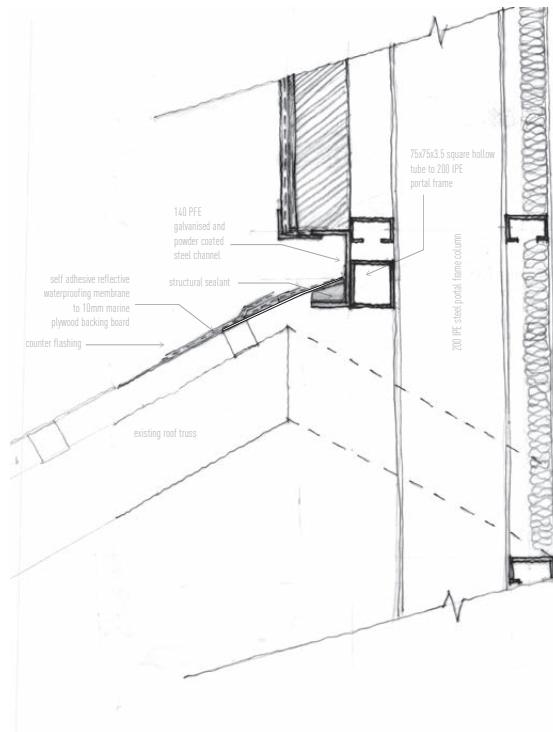 75x75x3.5 square hollow
tube to 200 IPE
portal frame
140 PFE
galvanised and
powder coated
steel channel
self adhesive reflective
waterproofing membrane
to 10mm marine
plywood backing board
structural sealant
counter flashing
200 IPE steel portal frame column
existing roof truss